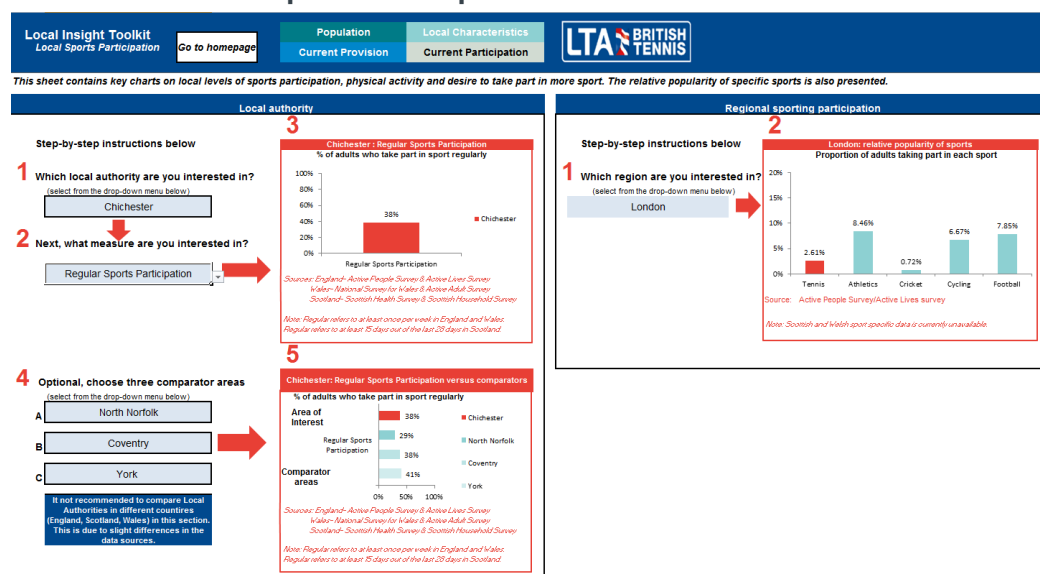 Local Insight Toolkit
Local Sports Participation
Go to homepage
Population
Local Characteristics
Current Provision
Current Participation
LTA BRITISH TENNIS
This sheet contains key charts on local levels of sports participation, physical activity and desire to take part in more sport. The relative popularity of specific sports is also presented.
Local authority
Step-by-step instructions below
1 Which local authority are you interested in?
(select from the drop-down menu below)
Chichester
2 Next, what measure are you interested in?
Regular Sports Participation
3
Chichester : Regular Sports Participation
% of adults who take part in sport regularly
100%
80%
60%
40%
20%
0%
38%
Chichester
Regular Sports Participation
Sources: England- Active People Survey & Active Lives Survey
Wales- National Survey for Wales & Active Adult Survey
Scotland- Scottish Health Survey & Scottish Household Survey
Note: Regular refers to at least once per week in England and Wales.
Regular refers to at least 15 days out of the last 28 days in Scotland.
4 Optional, choose three comparator areas
(select from the drop-down menu below)
A North Norfolk
B Coventry
C York
It not recommended to compare Local
Authorities in different countires
(England, Scotland, Wales) in this section.
This is due to slight differences in the
data sources.
5
Chichester: Regular Sports Participation versus comparators
% of adults who take part in sport regularly
Area of
Interest
Regular Sports
Participation
Comparator
areas
38%
29%
38%
41%
0% 50% 100%
Chichester
North Norfolk
Coventry
York
Sources: England- Active People Survey & Active Lives Survey
Wales- National Survey for Wales & Active Adult Survey
Scotland- Scottish Health Survey & Scottish Household Survey
Note: Regular refers to at least once per week in England and Wales.
Regular refers to at least 15 days out of the last 28 days in Scotland.
Regional sporting participation
Step-by-step instructions below
1 Which region are you interested in?
(select from the drop-down menu below)
London
2
London: relative popularity of sports
Proportion of adults taking part in each sport
20%
15%
10%
5%
0%
2.61%
8.46%
0.72%
6.67%
7.85%
Tennis Athletics Cricket Cycling Football
Source: Active People Survey/Active Lives survey
Note: Scottish and Welsh sport specific data is currently unavailable.